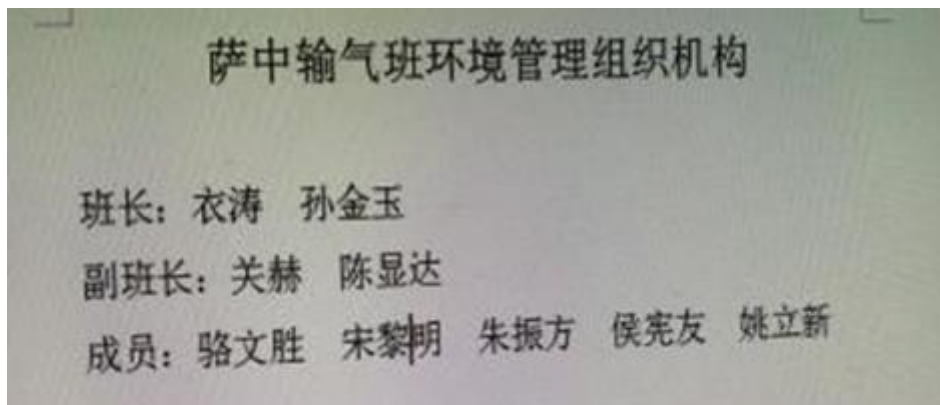 萨中输气班环境管理组织机构
班长：衣涛　孙金玉
副班长：关赫　陈显达
成员：骆文胜　宋黎明　朱振方　侯宪友　姚立新